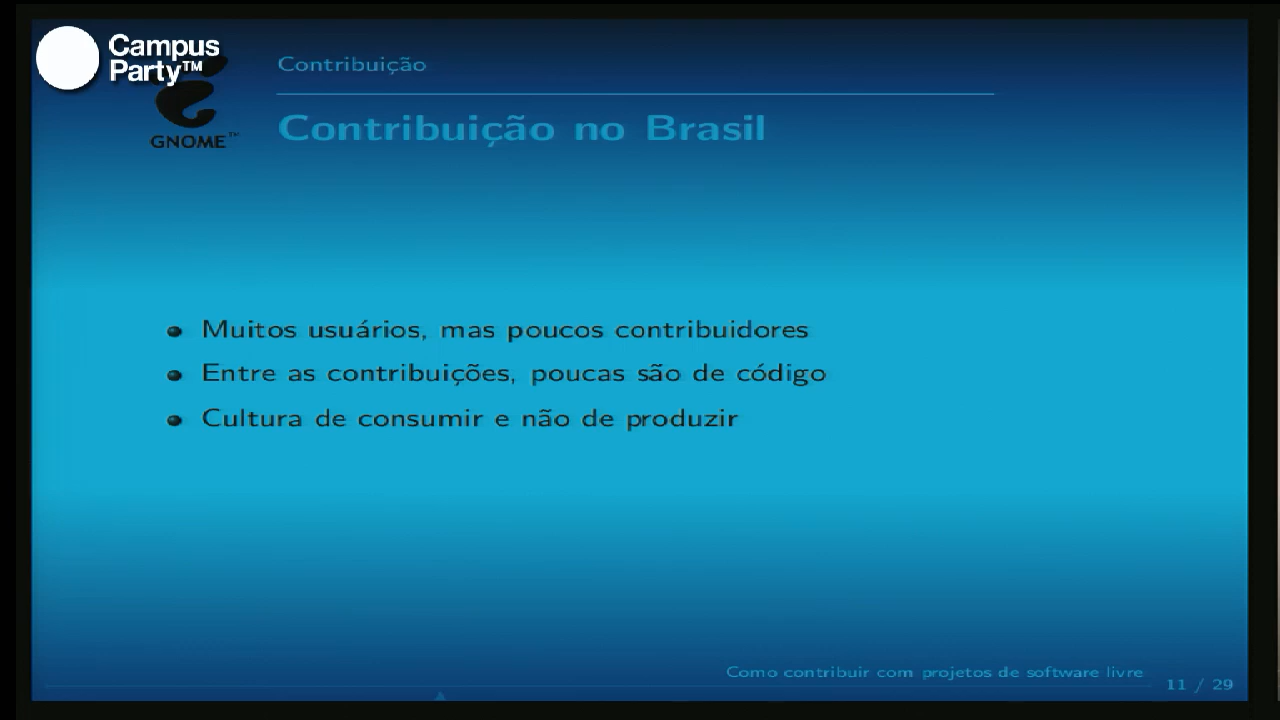 Campus
Party™
GNOME™
Contribuição
Contribuição no Brasil
Muitos usuários, mas poucos contribuidores
Entre as contribuições, poucas são de código
Cultura de consumir e não de produzir
Como contribuir com projetos de software livre
11 / 29